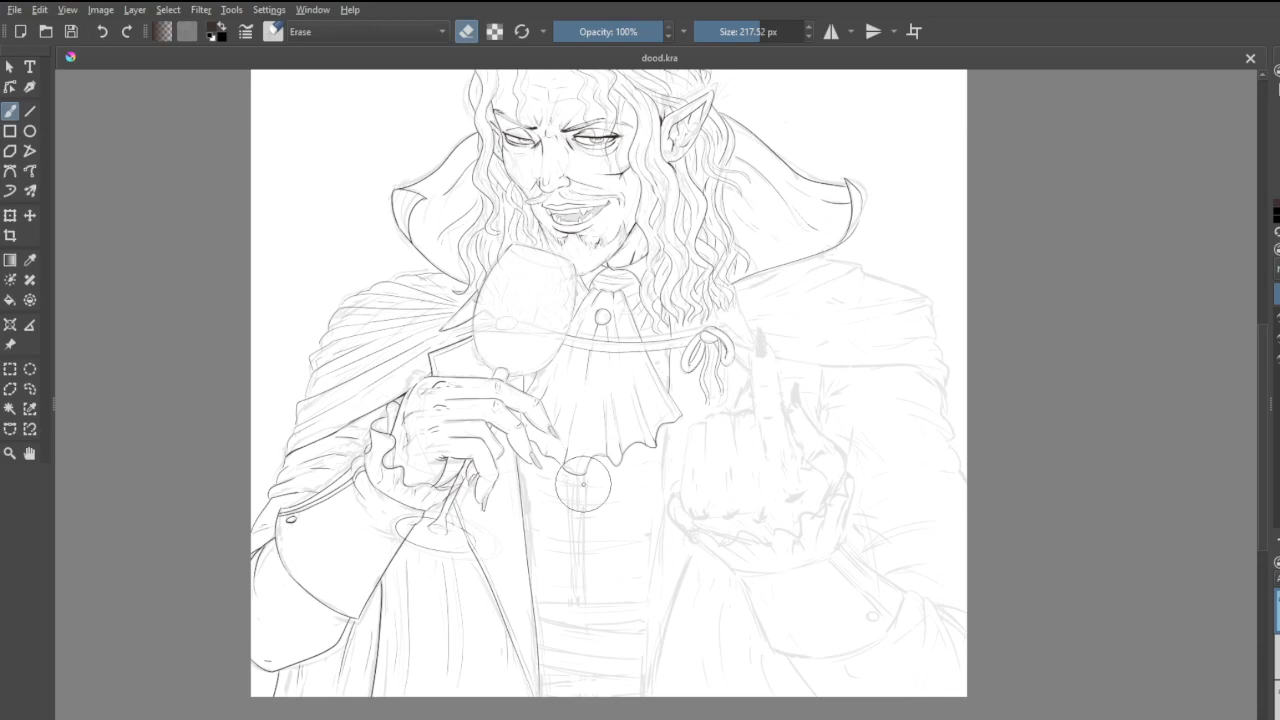 File Edit View Image Layer Select Filter Tools Settings Window Help
Erase Opacity: 100% Size: 217.52 px
dood.kra